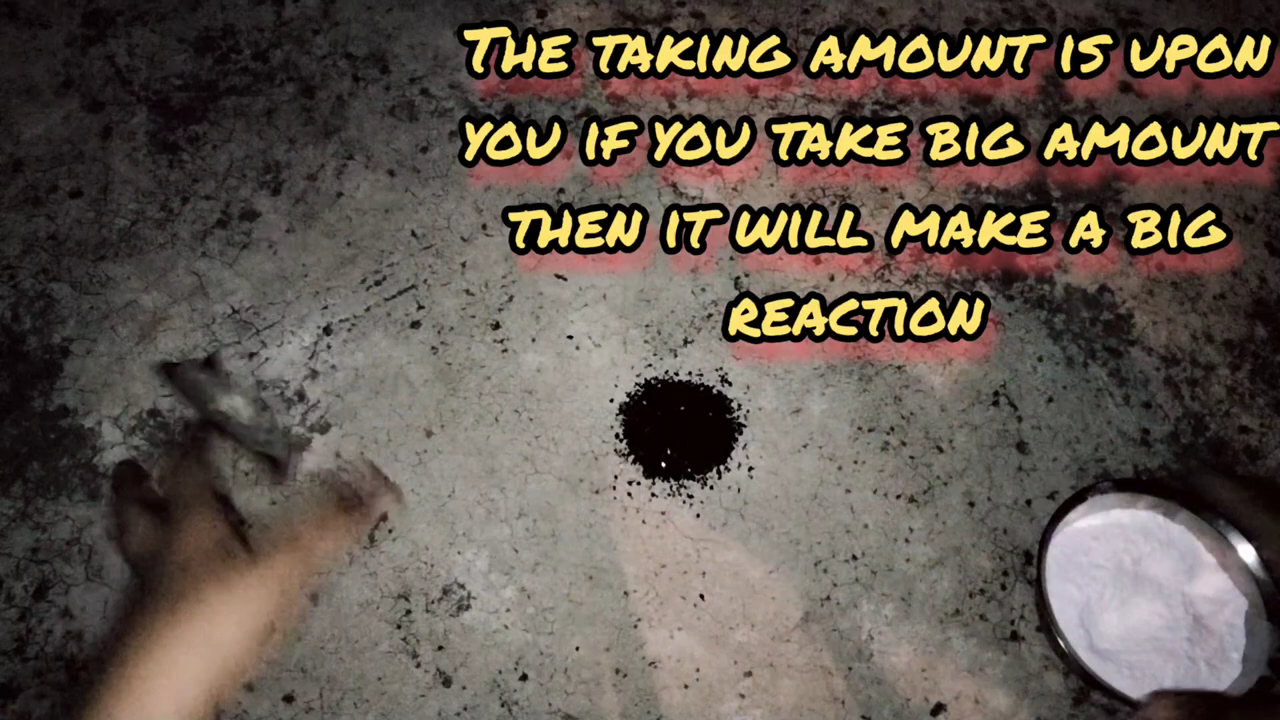 THE TAKING AMOUNT IS UPON
YOU IF YOU TAKE BIG AMOUNT
THEN IT WILL MAKE A BIG
REACTION